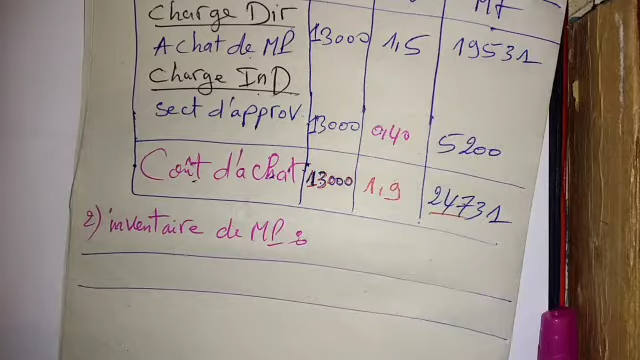 Charge Dir
Achat de MP 13000 1,5 19531
Charge InD
sect d'approv. 13000 0,40 5200
Coût d'achat 13000 1,9 24731
2) inventaire de MP :